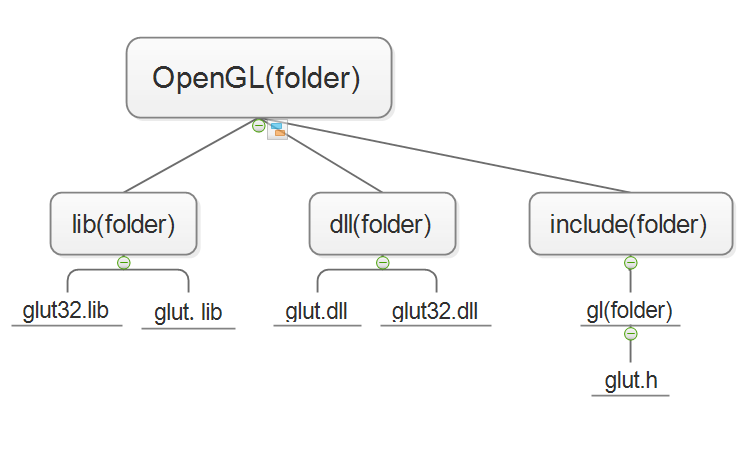 OpenGL(folder)
lib(folder)
dll(folder)
include(folder)
glut32.lib
glut. lib
glut.dll
glut32.dll
gl(folder)
glut.h